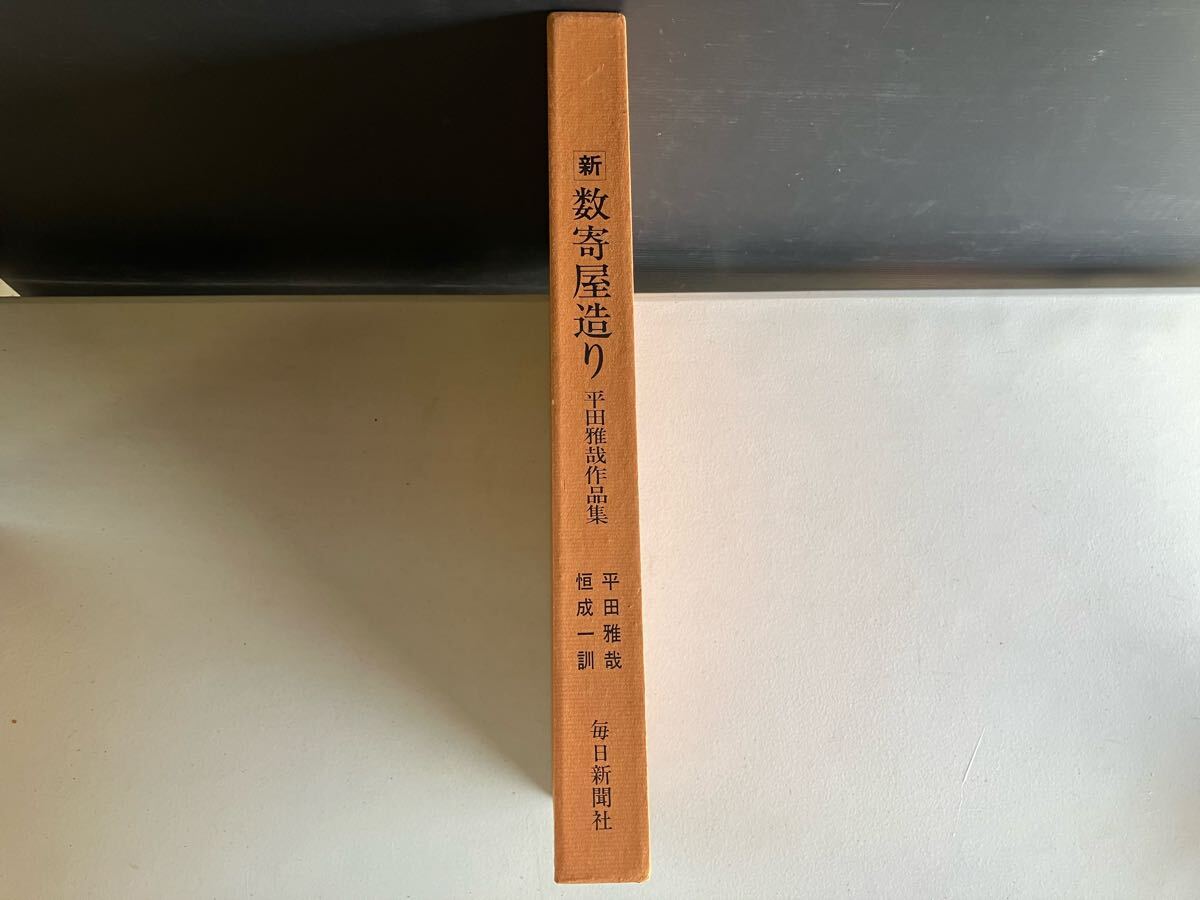 新
数寄屋造り
平田雅哉作品集
平田雅哉
恒成一訓
毎日新聞社